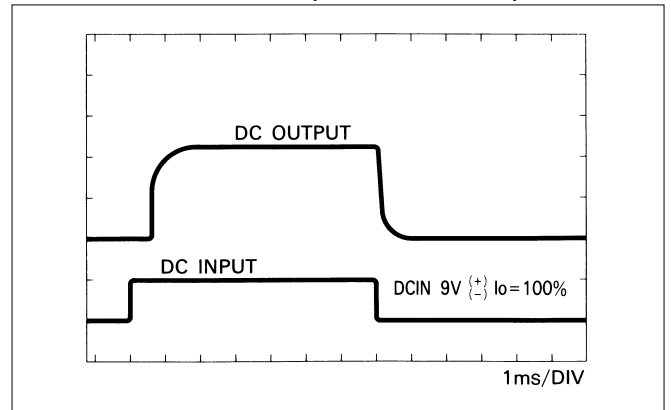 DC OUTPUT
DC INPUT
DCIN 9V (+) (-) Io=100%
1ms/DIV